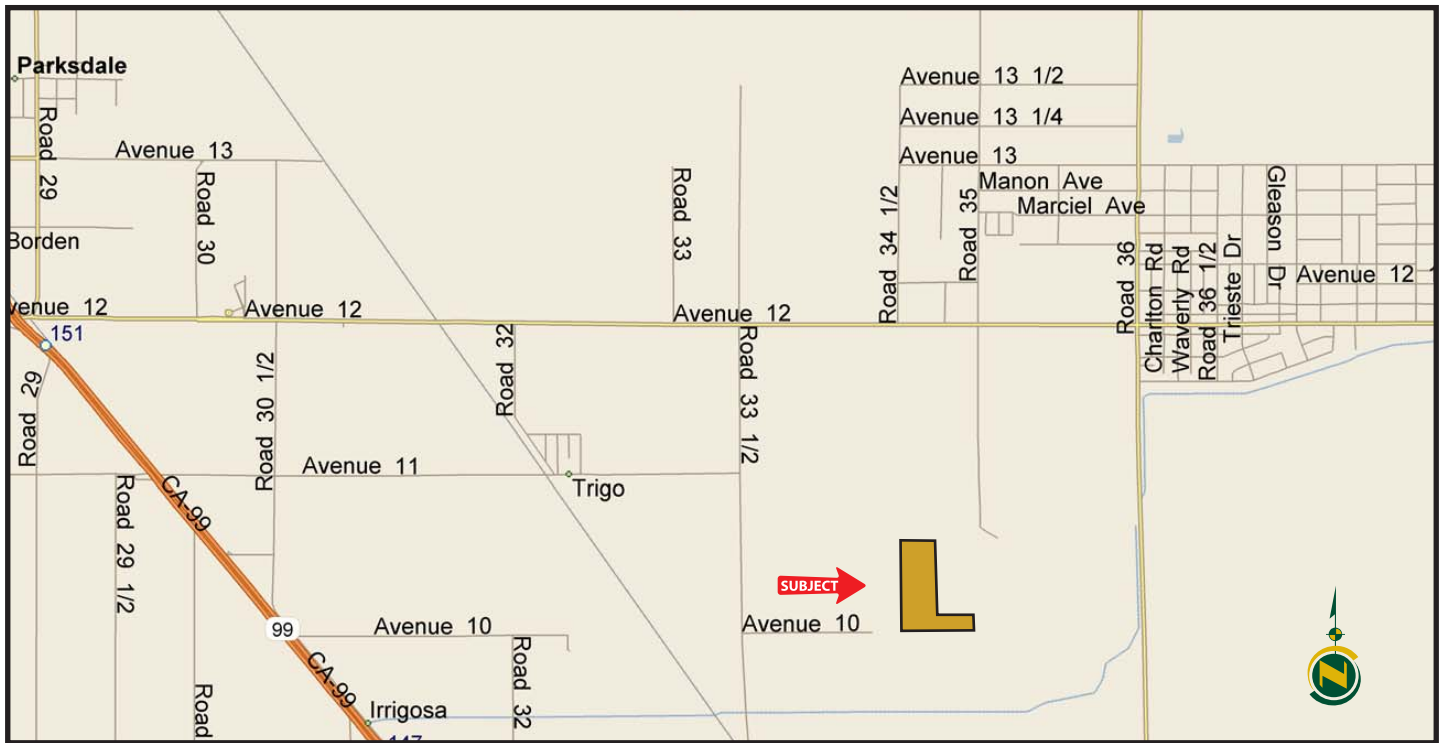 Parksdale
Avenue 13 1/2
Avenue 13 1/4
Avenue 13
Avenue 13
Road 29
Road 30
Road 33
Manon Ave
Marciel Ave
Road 34 1/2
Road 35
Gleason Dr
Borden
Road 36
Charlton Rd
Waverly Rd
Road 36 1/2
Trieste Dr
Avenue 12 1
venue 12
Avenue 12
Avenue 12
151
Road 29
Road 30 1/2
Road 32
Road 33 1/2
Avenue 11
Trigo
CA-99
Road 29 1/2
SUBJECT
99
Avenue 10
Avenue 10
CA-99
Road 32
Road
Irrigosa
147
N